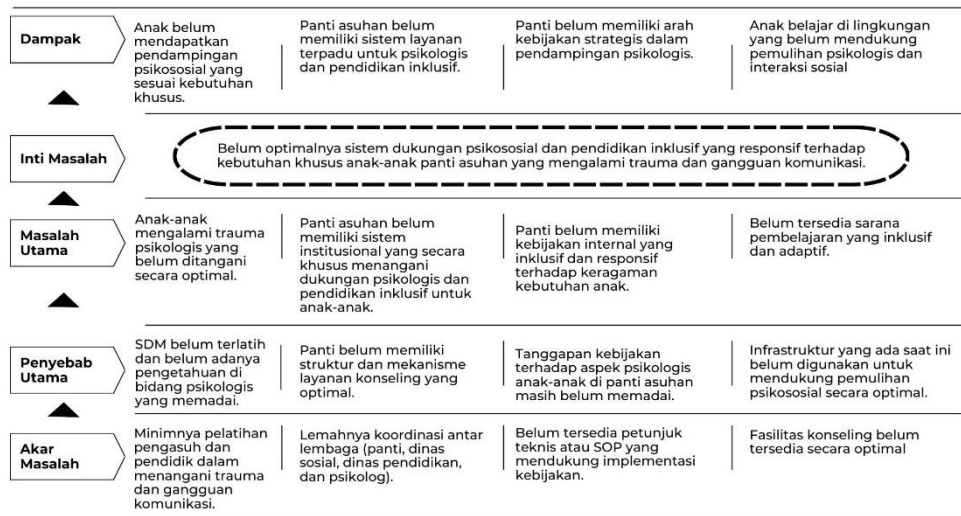 Dampak
Anak belum
mendapatkan
pendampingan
psikososial yang
sesuai kebutuhan
khusus.
Panti asuhan belum
memiliki sistem layanan
terpadu untuk psikologis
dan pendidikan inklusif.
Panti belum memiliki arah
kebijakan strategis dalam
pendampingan psikologis.
Anak belajar di lingkungan
yang belum mendukung
pemulihan psikologis dan
interaksi sosial
Inti Masalah
Belum optimalnya sistem dukungan psikososial dan pendidikan inklusif yang responsif terhadap
kebutuhan khusus anak-anak panti asuhan yang mengalami trauma dan gangguan komunikasi.
Masalah
Utama
Anak-anak
mengalami trauma
psikologis yang
belum ditangani
secara optimal.
Panti asuhan belum
memiliki sistem
institusional yang secara
khusus menangani
dukungan psikologis dan
pendidikan inklusif untuk
anak-anak.
Panti belum memiliki
kebijakan internal yang
inklusif dan responsif
terhadap keragaman
kebutuhan anak.
Belum tersedia sarana
pembelajaran yang inklusif
dan adaptif.
Penyebab
Utama
SDM belum terlatih
dan belum adanya
pengetahuan di
bidang psikologis
yang memadai.
Panti belum memiliki
struktur dan mekanisme
layanan konseling yang
optimal.
Tanggapan kebijakan
terhadap aspek psikologis
anak-anak di panti asuhan
masih belum memadai.
Infrastruktur yang ada saat ini
belum digunakan untuk
mendukung pemulihan
psikososial secara optimal.
Akar
Masalah
Minimnya pelatihan
pengasuh dan
pendidik dalam
menangani trauma
dan gangguan
komunikasi.
Lemahnya koordinasi antar
lembaga (panti, dinas
sosial, dinas pendidikan,
dan psikolog).
Belum tersedia petunjuk
teknis atau SOP yang
mendukung implementasi
kebijakan.
Fasilitas konseling belum
tersedia secara optimal